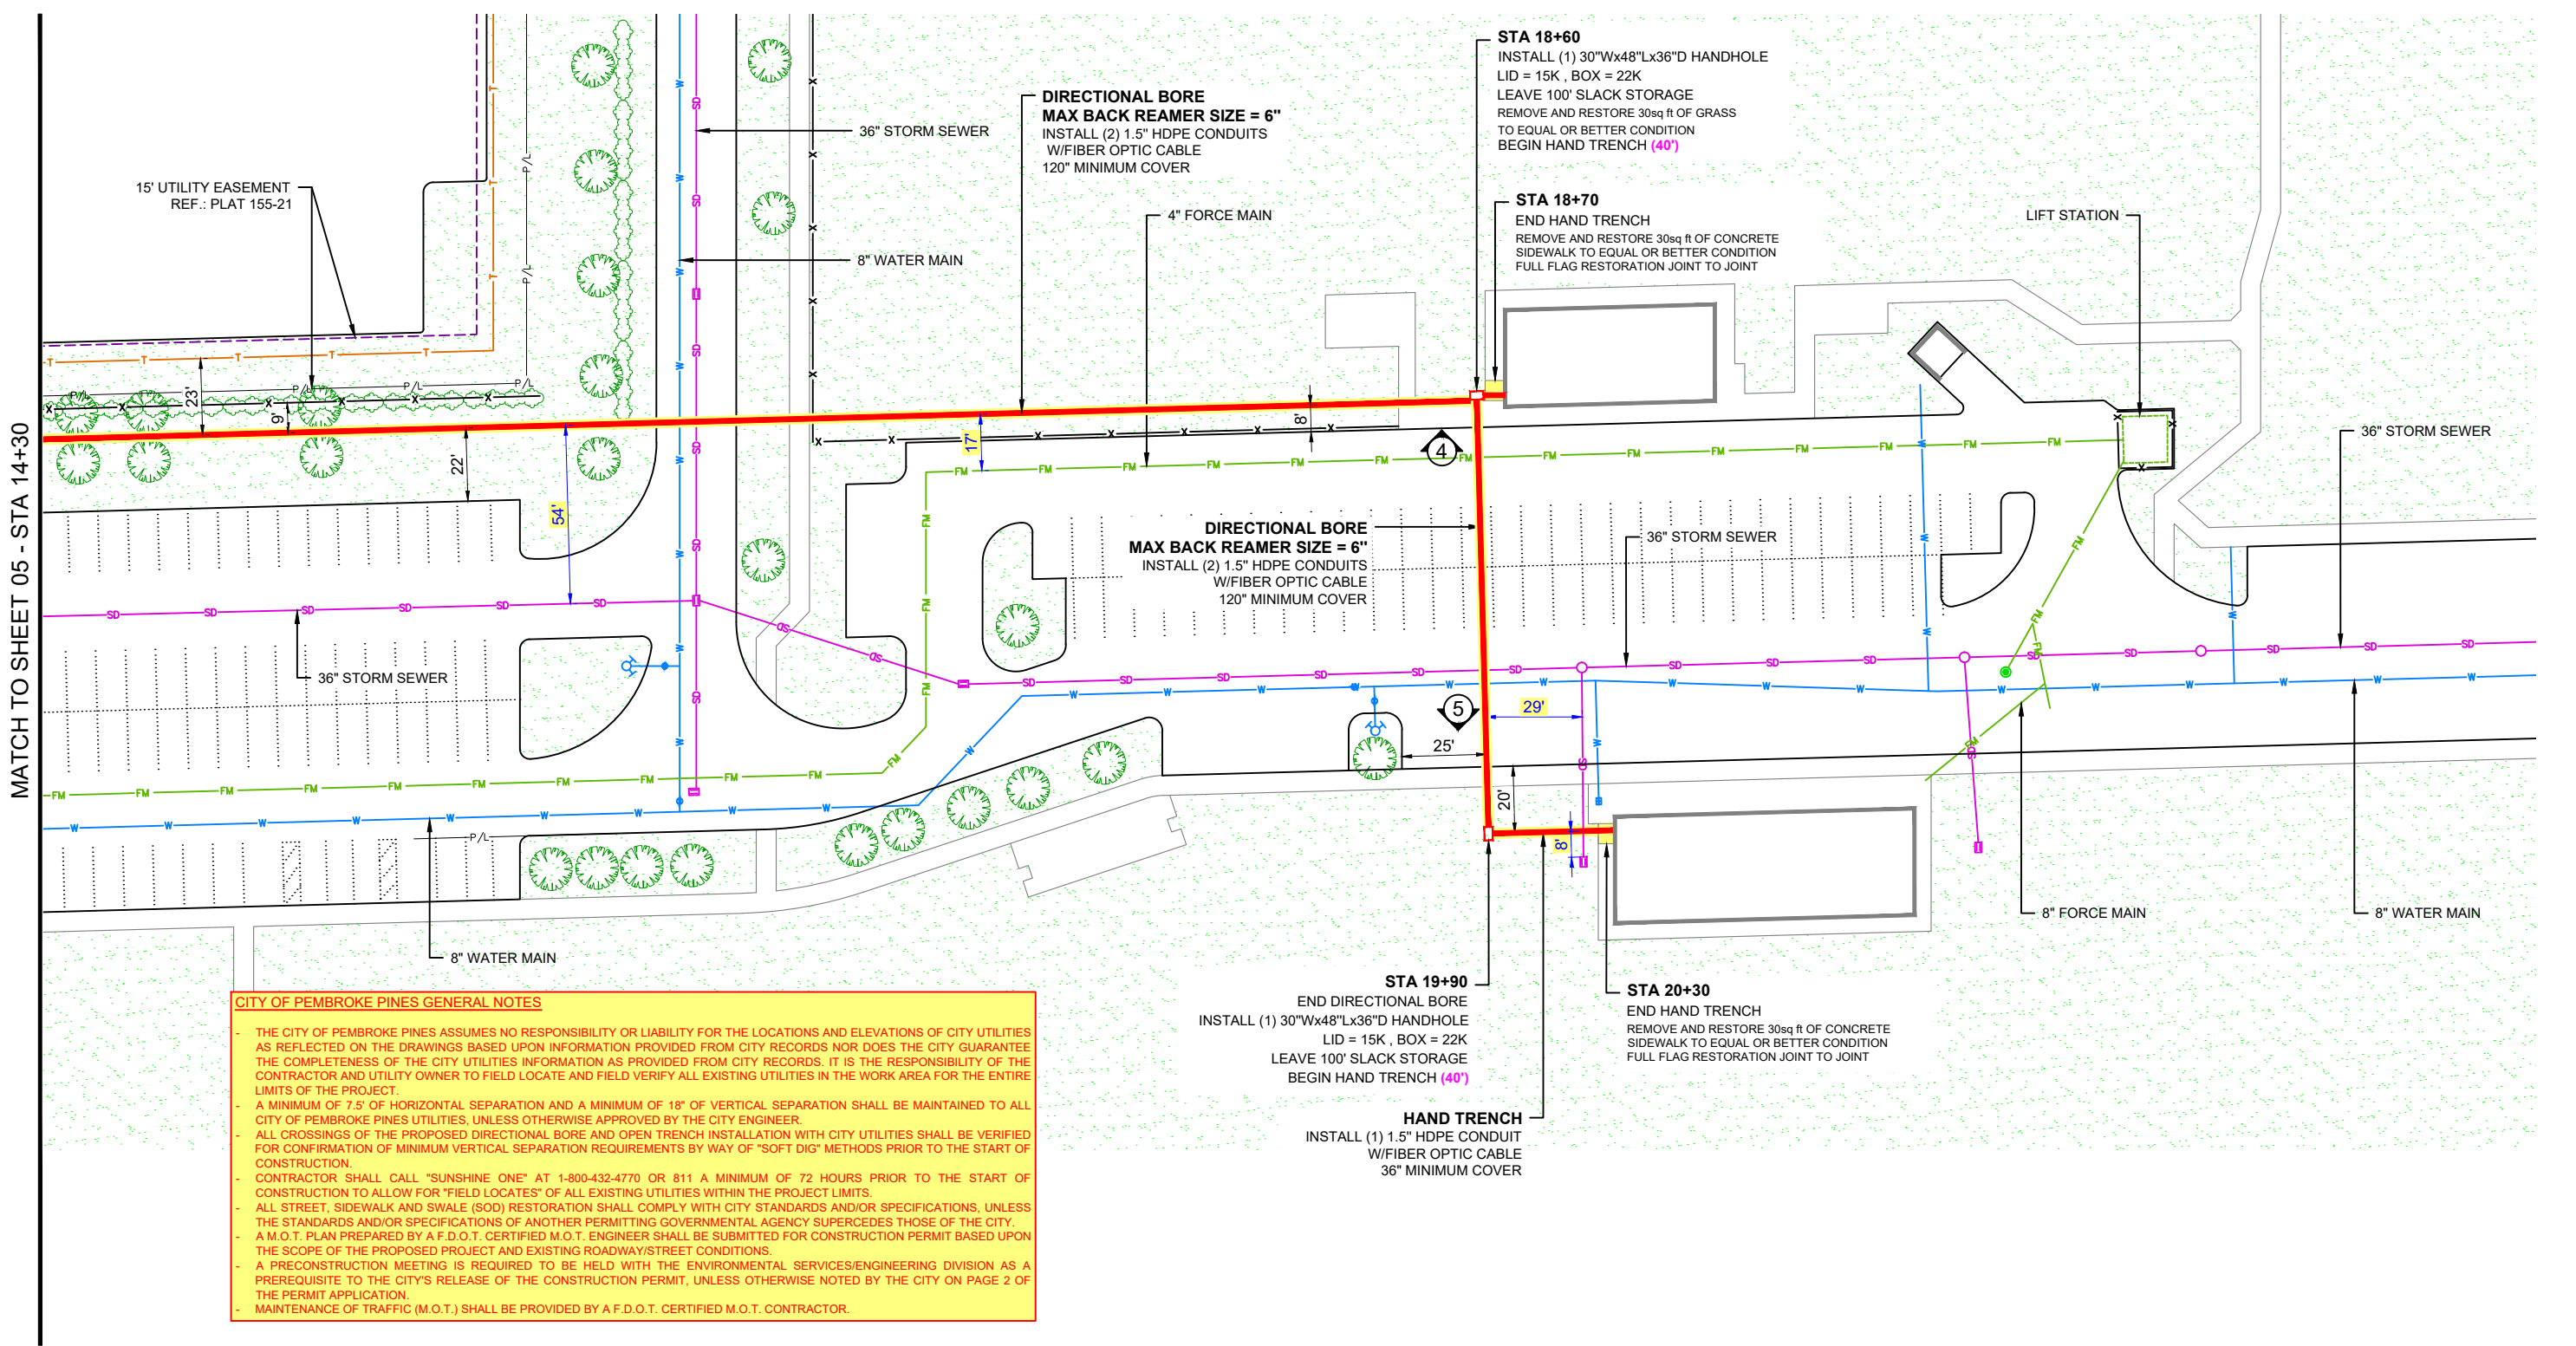 MATCH TO SHEET 05 - STA 14+30
15' UTILITY EASEMENT
REF.: PLAT 155-21
36" STORM SEWER
8" WATER MAIN
DIRECTIONAL BORE
MAX BACK REAMER SIZE = 6"
INSTALL (2) 1.5" HDPE CONDUITS
W/FIBER OPTIC CABLE
120" MINIMUM COVER
4" FORCE MAIN
STA 18+60
INSTALL (1) 30"Wx48"Lx36"D HANDHOLE
LID = 15K , BOX = 22K
LEAVE 100' SLACK STORAGE
REMOVE AND RESTORE 30sq ft OF GRASS
TO EQUAL OR BETTER CONDITION
BEGIN HAND TRENCH (40')
STA 18+70
END HAND TRENCH
REMOVE AND RESTORE 30sq ft OF CONCRETE
SIDEWALK TO EQUAL OR BETTER CONDITION
FULL FLAG RESTORATION JOINT TO JOINT
LIFT STATION
36" STORM SEWER
23'
9'
22'
54'
17'
8'
4
DIRECTIONAL BORE
MAX BACK REAMER SIZE = 6"
INSTALL (2) 1.5" HDPE CONDUITS
W/FIBER OPTIC CABLE
120" MINIMUM COVER
36" STORM SEWER
36" STORM SEWER
5
29'
25'
20'
8'
8" WATER MAIN
8" FORCE MAIN
8" WATER MAIN
STA 19+90
END DIRECTIONAL BORE
INSTALL (1) 30"Wx48"Lx36"D HANDHOLE
LID = 15K , BOX = 22K
LEAVE 100' SLACK STORAGE
BEGIN HAND TRENCH (40')
HAND TRENCH
INSTALL (1) 1.5" HDPE CONDUIT
W/FIBER OPTIC CABLE
36" MINIMUM COVER
STA 20+30
END HAND TRENCH
REMOVE AND RESTORE 30sq ft OF CONCRETE
SIDEWALK TO EQUAL OR BETTER CONDITION
FULL FLAG RESTORATION JOINT TO JOINT
CITY OF PEMBROKE PINES GENERAL NOTES
- THE CITY OF PEMBROKE PINES ASSUMES NO RESPONSIBILITY OR LIABILITY FOR THE LOCATIONS AND ELEVATIONS OF CITY UTILITIES
AS REFLECTED ON THE DRAWINGS BASED UPON INFORMATION PROVIDED FROM CITY RECORDS NOR DOES THE CITY GUARANTEE
THE COMPLETENESS OF THE CITY UTILITIES INFORMATION AS PROVIDED FROM CITY RECORDS. IT IS THE RESPONSIBILITY OF THE
CONTRACTOR AND UTILITY OWNER TO FIELD LOCATE AND FIELD VERIFY ALL EXISTING UTILITIES IN THE WORK AREA FOR THE ENTIRE
LIMITS OF THE PROJECT.
- A MINIMUM OF 7.5' OF HORIZONTAL SEPARATION AND A MINIMUM OF 18" OF VERTICAL SEPARATION SHALL BE MAINTAINED TO ALL
CITY OF PEMBROKE PINES UTILITIES, UNLESS OTHERWISE APPROVED BY THE CITY ENGINEER.
- ALL CROSSINGS OF THE PROPOSED DIRECTIONAL BORE AND OPEN TRENCH INSTALLATION WITH CITY UTILITIES SHALL BE VERIFIED
FOR CONFIRMATION OF MINIMUM VERTICAL SEPARATION REQUIREMENTS BY WAY OF "SOFT DIG" METHODS PRIOR TO THE START OF
CONSTRUCTION.
- CONTRACTOR SHALL CALL "SUNSHINE ONE" AT 1-800-432-4770 OR 811 A MINIMUM OF 72 HOURS PRIOR TO THE START OF
CONSTRUCTION TO ALLOW FOR "FIELD LOCATES" OF ALL EXISTING UTILITIES WITHIN THE PROJECT LIMITS.
- ALL STREET, SIDEWALK AND SWALE (SOD) RESTORATION SHALL COMPLY WITH CITY STANDARDS AND/OR SPECIFICATIONS, UNLESS
THE STANDARDS AND/OR SPECIFICATIONS OF ANOTHER PERMITTING GOVERNMENTAL AGENCY SUPERCEDES THOSE OF THE CITY.
- A M.O.T. PLAN PREPARED BY A F.D.O.T. CERTIFIED M.O.T. ENGINEER SHALL BE SUBMITTED FOR CONSTRUCTION PERMIT BASED UPON
THE SCOPE OF THE PROPOSED PROJECT AND EXISTING ROADWAY/STREET CONDITIONS.
- A PRECONSTRUCTION MEETING IS REQUIRED TO BE HELD WITH THE ENVIRONMENTAL SERVICES/ENGINEERING DIVISION AS A
PREREQUISITE TO THE CITY'S RELEASE OF THE CONSTRUCTION PERMIT, UNLESS OTHERWISE NOTED BY THE CITY ON PAGE 2 OF
THE PERMIT APPLICATION.
- MAINTENANCE OF TRAFFIC (M.O.T.) SHALL BE PROVIDED BY A F.D.O.T. CERTIFIED M.O.T. CONTRACTOR.